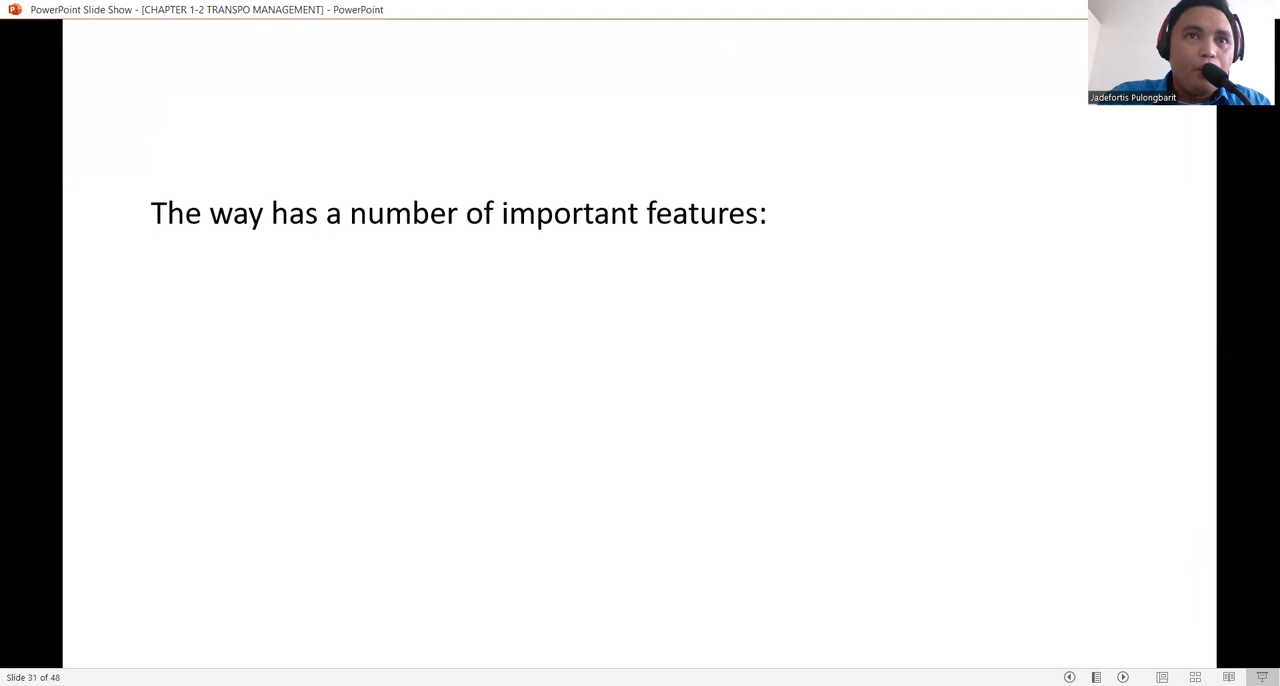 PowerPoint Slide Show - [CHAPTER 1-2 TRANSPO MANAGEMENT] - PowerPoint
Jadefortis Pulongbarit
The way has a number of important features:
Slide 31 of 48